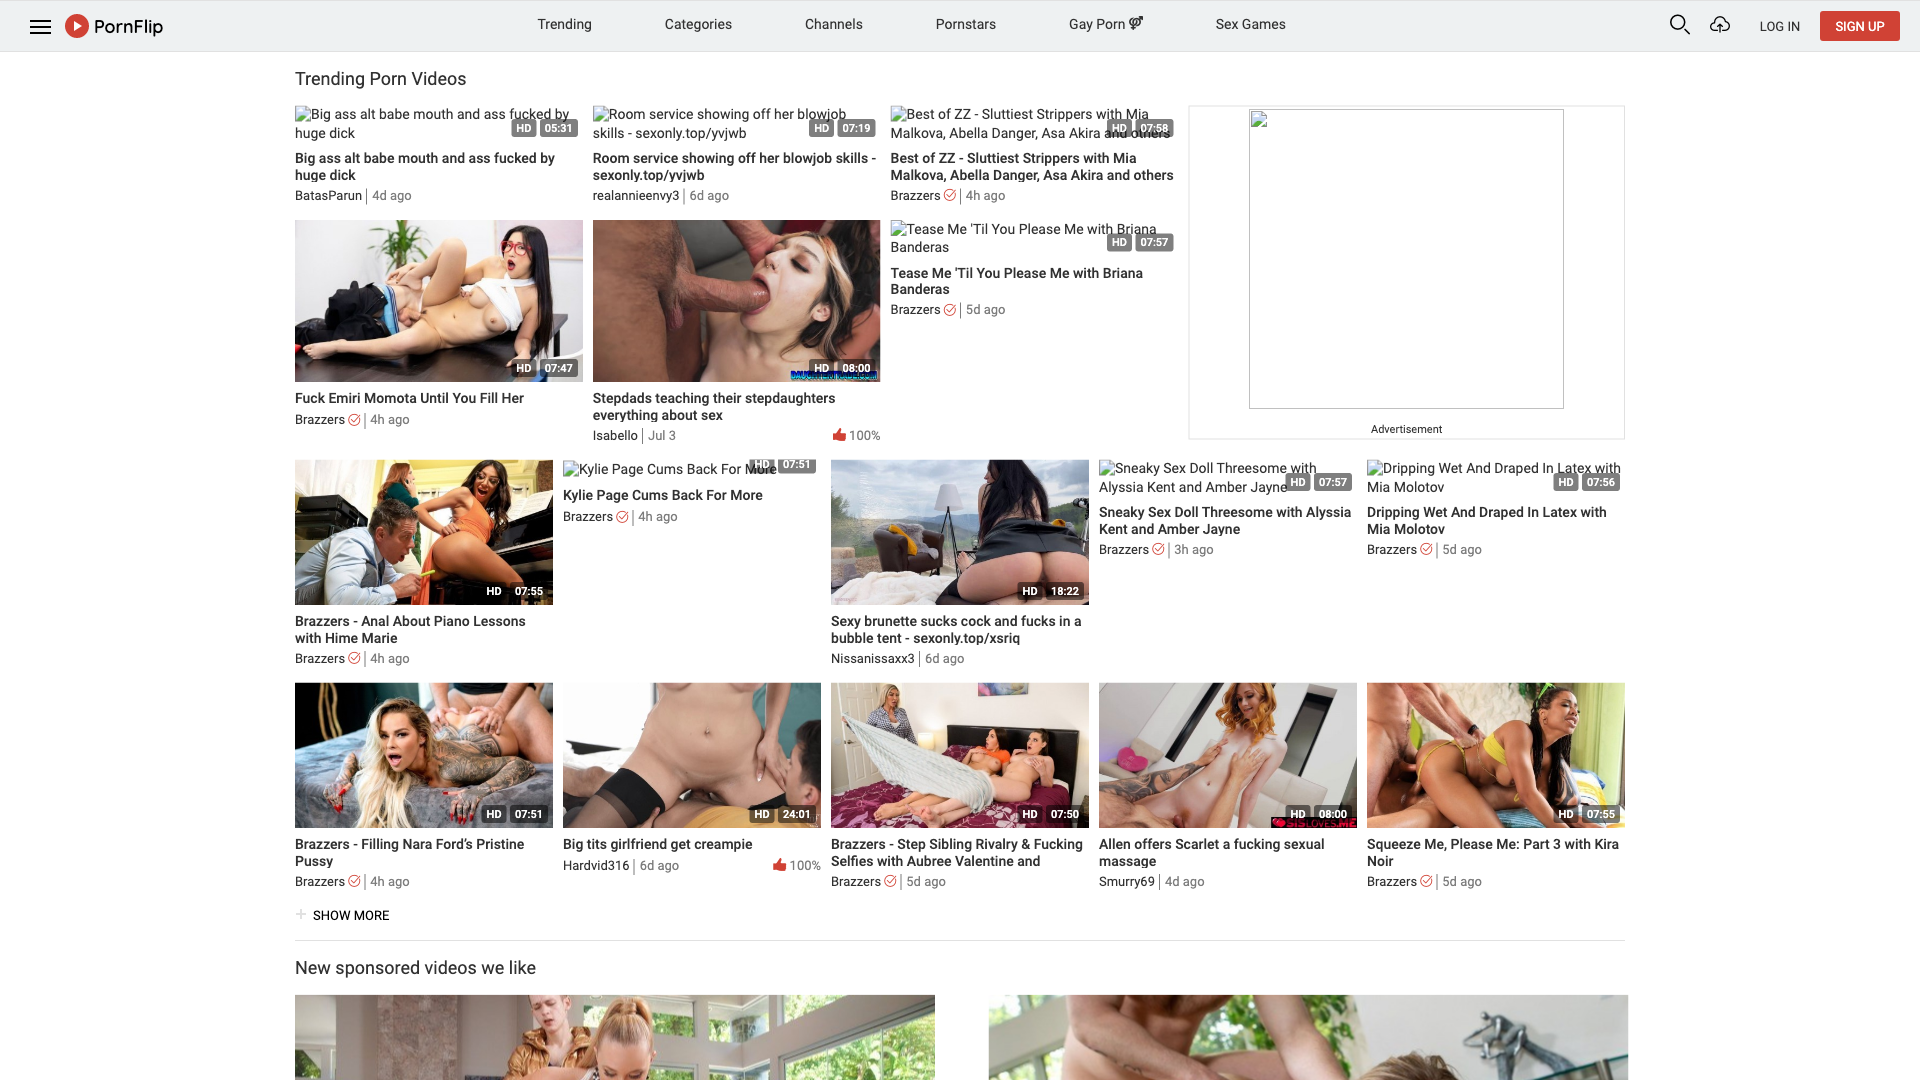 PornFlip
Trending
Categories
Channels
Pornstars
Gay Porn
Sex Games
LOG IN
SIGN UP
Trending Porn Videos
Big ass alt babe mouth and ass fucked by
huge dick
HD 05:31
Big ass alt babe mouth and ass fucked by
huge dick
BatasParun 4d ago
Room service showing off her blowjob
skills - sexonly.top/yvjwb
HD 07:19
Room service showing off her blowjob skills -
sexonly.top/yvjwb
realannieenvy3 6d ago
Best of ZZ - Sluttiest Strippers with Mia
Malkova, Abella Danger, Asa Akira and others
HD 07:58
Best of ZZ - Sluttiest Strippers with Mia
Malkova, Abella Danger, Asa Akira and others
Brazzers 4h ago
HD 07:47
Fuck Emiri Momota Until You Fill Her
Brazzers 4h ago
HD 08:00
Stepdads teaching their stepdaughters
everything about sex
Isabello Jul 3
100%
Tease Me 'Til You Please Me with Briana
Banderas
HD 07:57
Tease Me 'Til You Please Me with Briana
Banderas
Brazzers 5d ago
Advertisement
HD 07:55
Brazzers - Anal About Piano Lessons
with Hime Marie
Brazzers 4h ago
Kylie Page Cums Back For More
HD 07:51
Kylie Page Cums Back For More
Brazzers 4h ago
HD 18:22
Sexy brunette sucks cock and fucks in a
bubble tent - sexonly.top/xsriq
Nissanissaxx3 6d ago
Sneaky Sex Doll Threesome with
Alyssia Kent and Amber Jayne
HD 07:57
Sneaky Sex Doll Threesome with Alyssia
Kent and Amber Jayne
Brazzers 3h ago
Dripping Wet And Draped In Latex with
Mia Molotov
HD 07:56
Dripping Wet And Draped In Latex with
Mia Molotov
Brazzers 5d ago
HD 07:51
Brazzers - Filling Nara Ford's Pristine
Pussy
Brazzers 4h ago
HD 24:01
Big tits girlfriend get creampie
Hardvid316 6d ago
100%
HD 07:50
Brazzers - Step Sibling Rivalry & Fucking
Selfies with Aubree Valentine and
Brazzers 5d ago
HD 08:00
SISLOVES.ME
Allen offers Scarlet a fucking sexual
massage
Smurry69 4d ago
HD 07:55
Squeeze Me, Please Me: Part 3 with Kira
Noir
Brazzers 5d ago
SHOW MORE
New sponsored videos we like